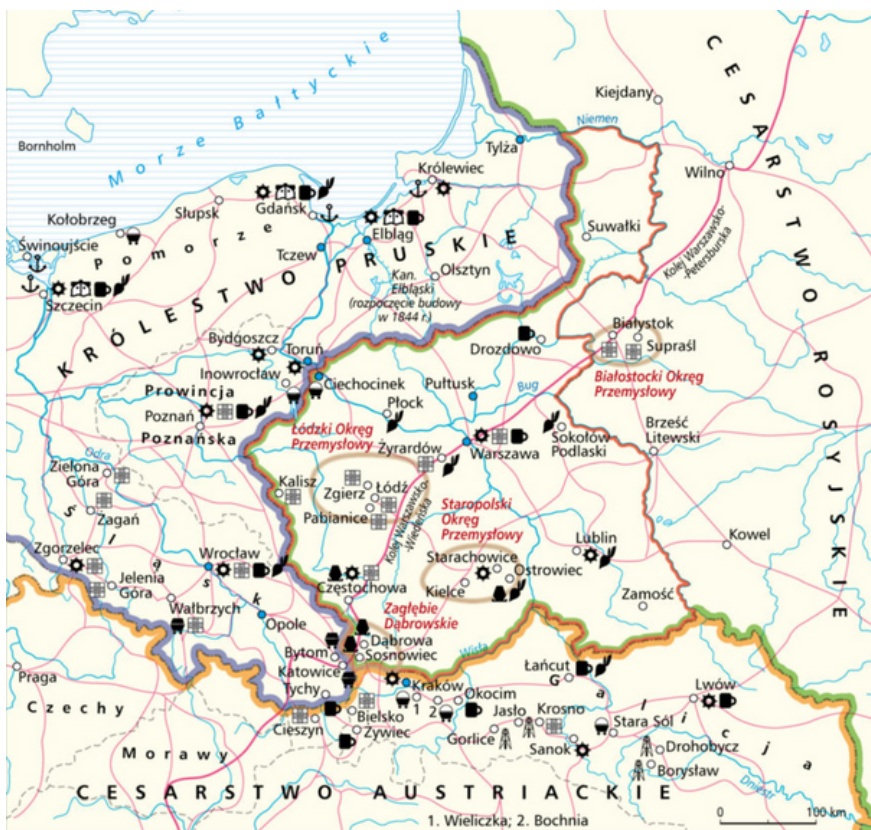 CESARSTWO ROSYJSKIE
Morze Bałtyckie
Bornholm
Kiejdany
Niemen
Tylża
Wilno
Królewiec
Kołobrzeg
Słupsk
Gdańsk
Elbląg
Suwałki
Świnoujście
Pomorze
Tczew
Szczecin
KRÓLESTWO PRUSKIE
Olsztyn
Kan.
Elbląski
(rozpoczęcie budowy
w 1844 r.)
Kolej Warszawsko-
-Petersburska
Bydgoszcz
Toruń
Drozdowo
Białystok
Supraśl
Inowrocław
Ciechocinek
Pułtusk
Bug
Białostocki Okręg
Przemysłowy
Prowincja
Poznańska
Poznań
Płock
Łódzki Okręg
Przemysłowy
Żyrardów
Warszawa
Sokołów
Podlaski
Brześć
Litewski
Odra
Zielona
Góra
Kalisz
Zgierz
Łódź
Pabianice
Kolej Warszawsko-
-Wiedeńska
Staropolski
Okręg
Przemysłowy
Żagań
Śląsk
Zgorzelec
Wrocław
Jelenia
Góra
Częstochowa
Starachowice
Ostrowiec
Kielce
Lublin
Kowel
Wałbrzych
Opole
Zagłębie
Dąbrowskie
Zamość
Bytom
Dąbrowa
Sosnowiec
Wisła
Katowice
Tychy
Praga
Czechy
Kraków
1
2
Okocim
Łańcut
Galicja
Lwów
Cieszyn
Bielsko
Żywiec
Jasło
Krosno
Gorlice
Sanok
Stara Sól
Drohobycz
Borysław
Dniestr
Morawy
CESARSTWO AUSTRIACKIE
0
100 km
1. Wieliczka; 2. Bochnia